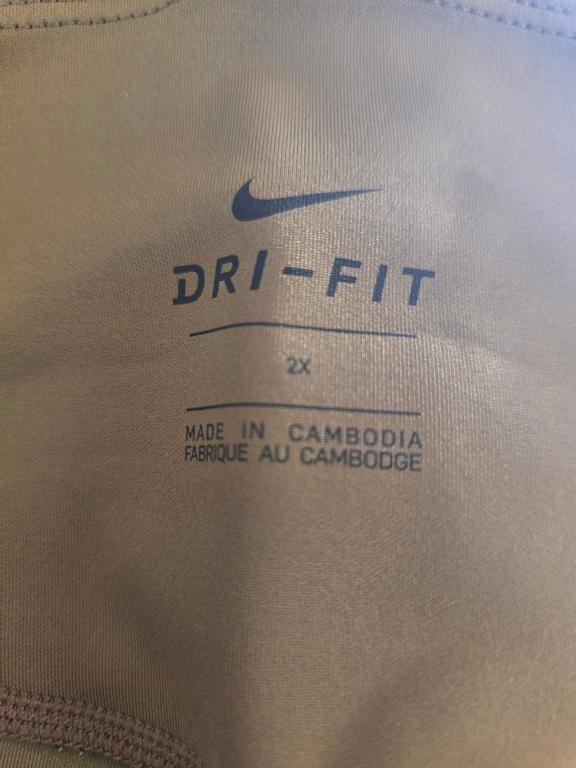 DRI-FIT
2X
MADE IN CAMBODIA
FABRIQUE AU CAMBODGE